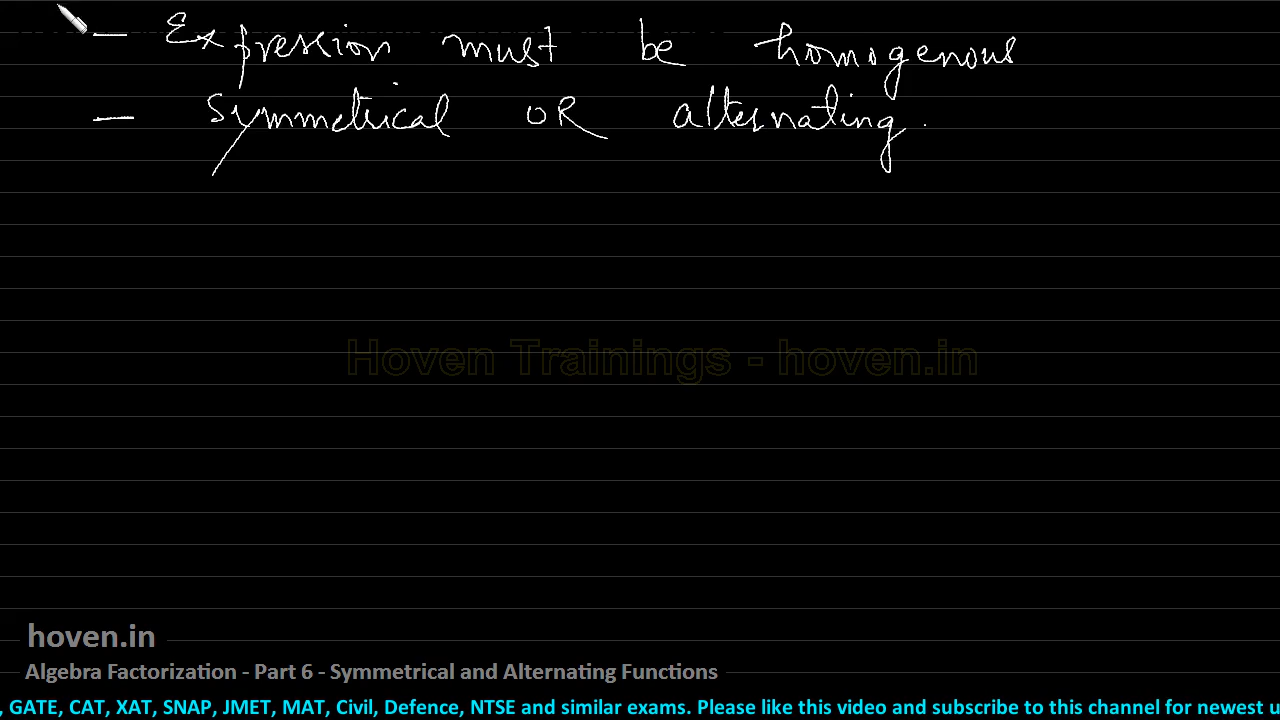 - Expression must be homogenous
- Symmetrical OR alternating.
Hoven Trainings - hoven.in
hoven.in
Algebra Factorization - Part 6 - Symmetrical and Alternating Functions
, GATE, CAT, XAT, SNAP, JMET, MAT, Civil, Defence, NTSE and similar exams. Please like this video and subscribe to this channel for newest u